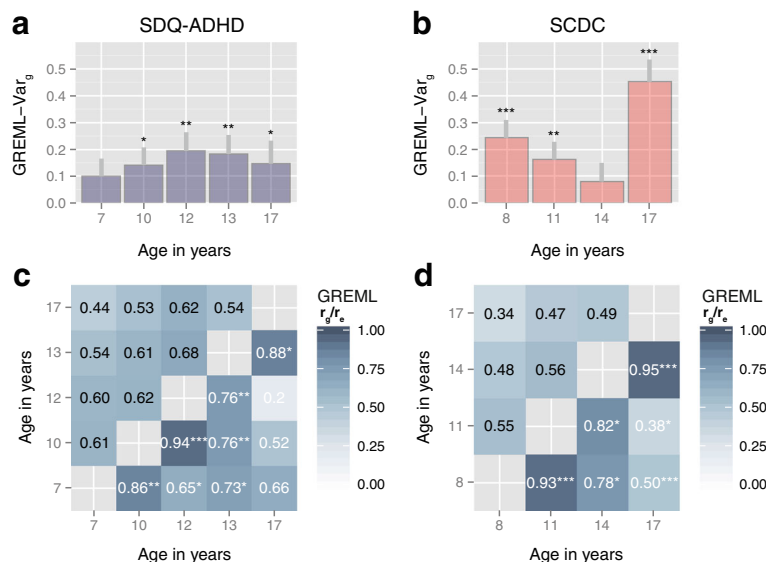 a
SDQ-ADHD
GREML−Var_g
0.5
0.4
0.3
0.2
0.1
0.0
* ** ** *
7 10 12 13 17
Age in years
b
SCDC
GREML−Var_g
0.5
0.4
0.3
0.2
0.1
0.0
*** ** ***
8 11 14 17
Age in years
c
Age in years
17 0.44 0.53 0.62 0.54
13 0.54 0.61 0.68 0.88*
12 0.60 0.62 0.76** 0.2
10 0.61 0.94*** 0.76** 0.52
7 0.86** 0.65* 0.73* 0.66
7 10 12 13 17
Age in years
GREML
r_g/r_e
1.00
0.75
0.50
0.25
0.00
d
Age in years
17 0.34 0.47 0.49
14 0.48 0.56 0.95***
11 0.55 0.82* 0.38*
8 0.93*** 0.78* 0.50***
8 11 14 17
Age in years
GREML
r_g/r_e
1.00
0.75
0.50
0.25
0.00